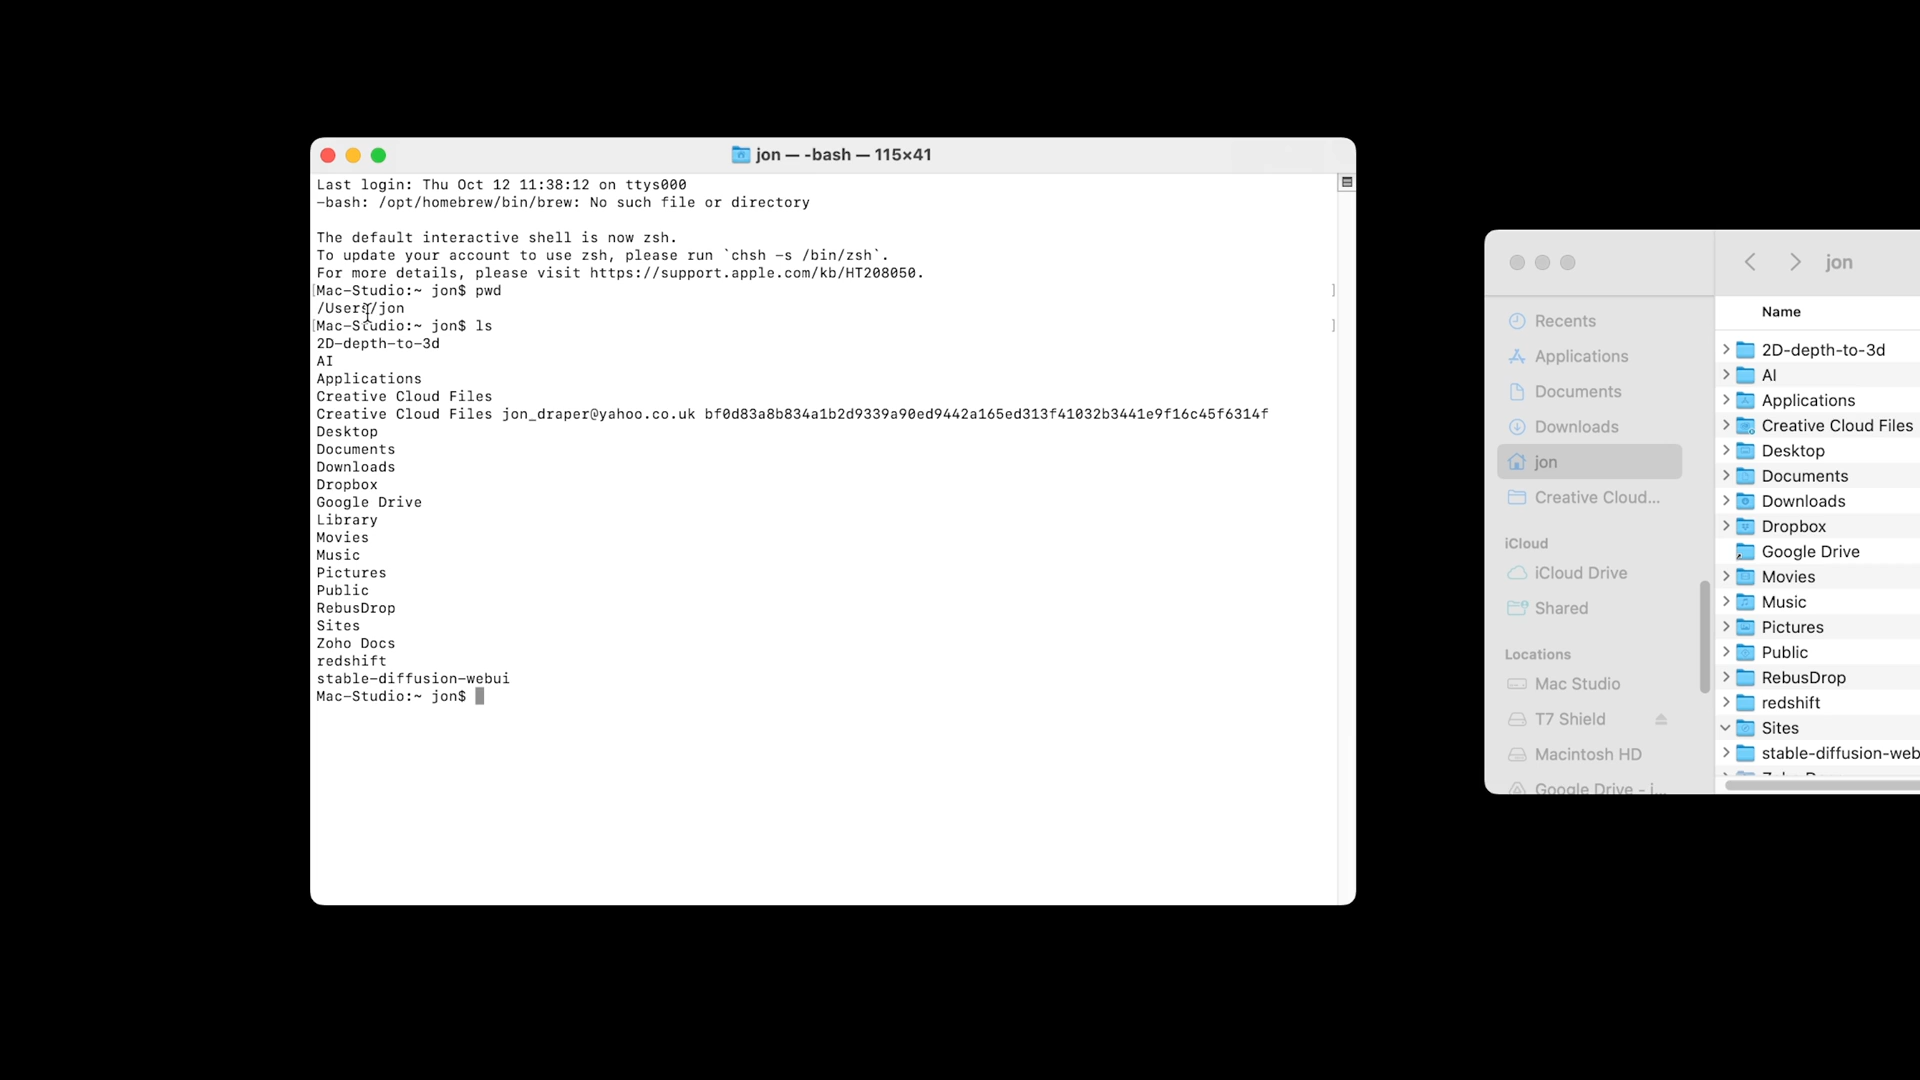 jon — -bash — 115×41
Last login: Thu Oct 12 11:38:12 on ttys000
-bash: /opt/homebrew/bin/brew: No such file or directory
The default interactive shell is now zsh.
To update your account to use zsh, please run `chsh -s /bin/zsh`.
For more details, please visit https://support.apple.com/kb/HT208050.
[Mac-Studio:~ jon$ pwd ]
/Users/jon
[Mac-Studio:~ jon$ ls ]
2D-depth-to-3d
AI
Applications
Creative Cloud Files
Creative Cloud Files jon_draper@yahoo.co.uk bf0d83a8b834a1b2d9339a90ed9442a165ed313f41032b3441e9f16c45f6314f
Desktop
Documents
Downloads
Dropbox
Google Drive
Library
Movies
Music
Pictures
Public
RebusDrop
Sites
Zoho Docs
redshift
stable-diffusion-webui
Mac-Studio:~ jon$
Recents
Applications
Documents
Downloads
jon
Creative Cloud...
iCloud
iCloud Drive
Shared
Locations
Mac Studio
T7 Shield
Macintosh HD
Google Drive - j...
jon
Name
2D-depth-to-3d
AI
Applications
Creative Cloud Files
Desktop
Documents
Downloads
Dropbox
Google Drive
Movies
Music
Pictures
Public
RebusDrop
redshift
Sites
stable-diffusion-web